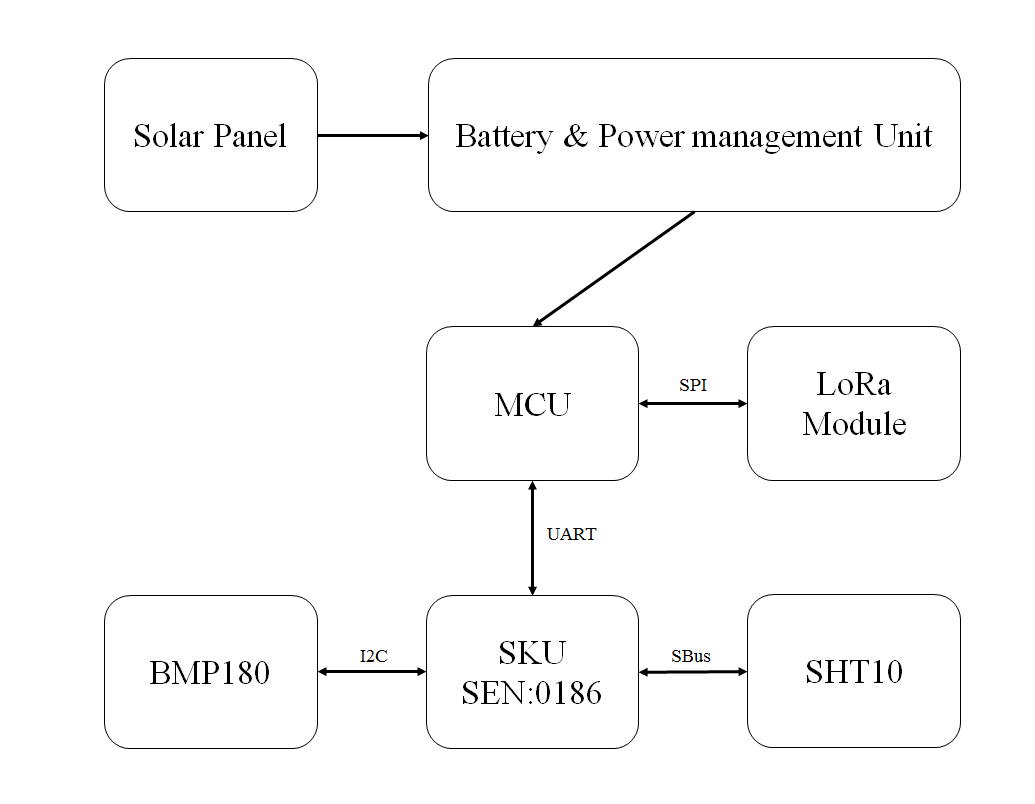 Solar Panel
Battery & Power management Unit
MCU
SPI
LoRa
Module
UART
BMP180
I2C
SKU
SEN:0186
SBus
SHT10